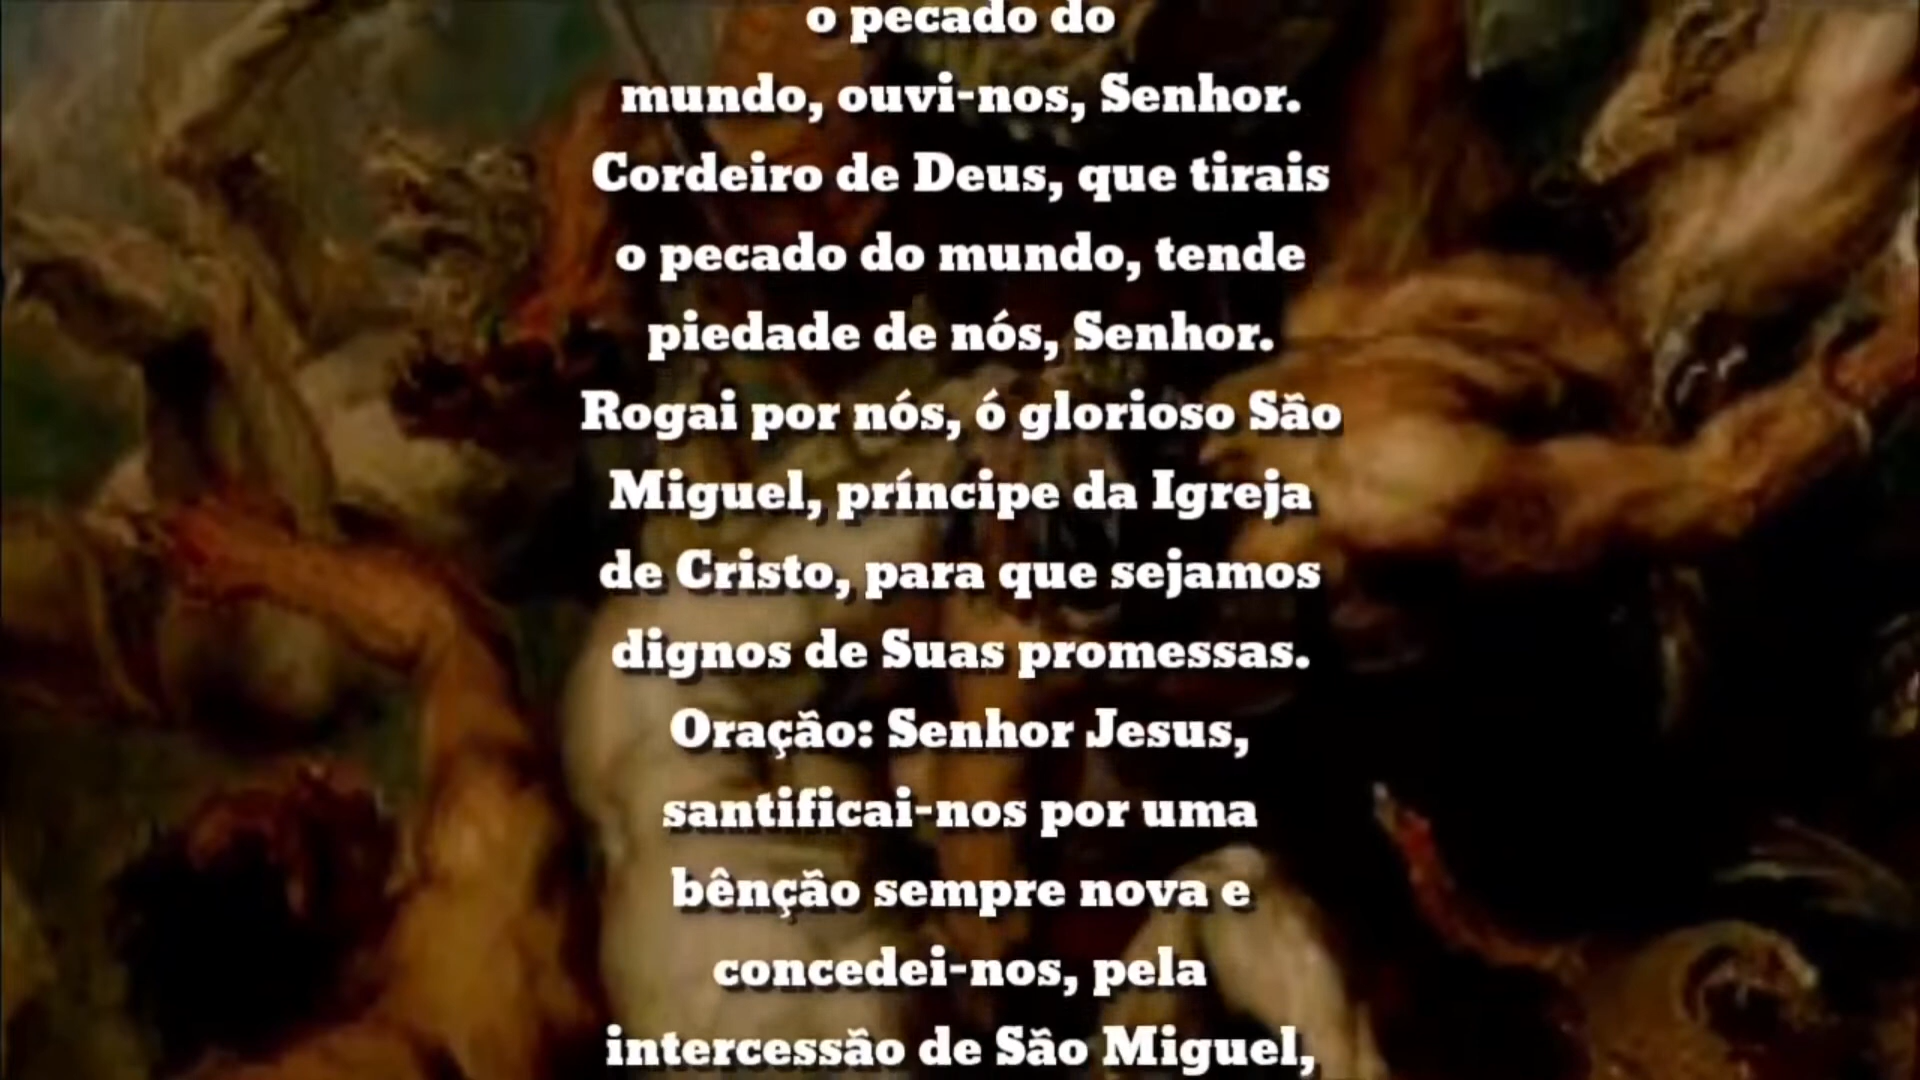 o pecado do
mundo, ouvi-nos, Senhor.
Cordeiro de Deus, que tirais
o pecado do mundo, tende
piedade de nós, Senhor.
Rogai por nós, ó glorioso São
Miguel, príncipe da Igreja
de Cristo, para que sejamos
dignos de Suas promessas.
Oração: Senhor Jesus,
santificai-nos por uma
bênção sempre nova e
concedei-nos, pela
intercessão de São Miguel,